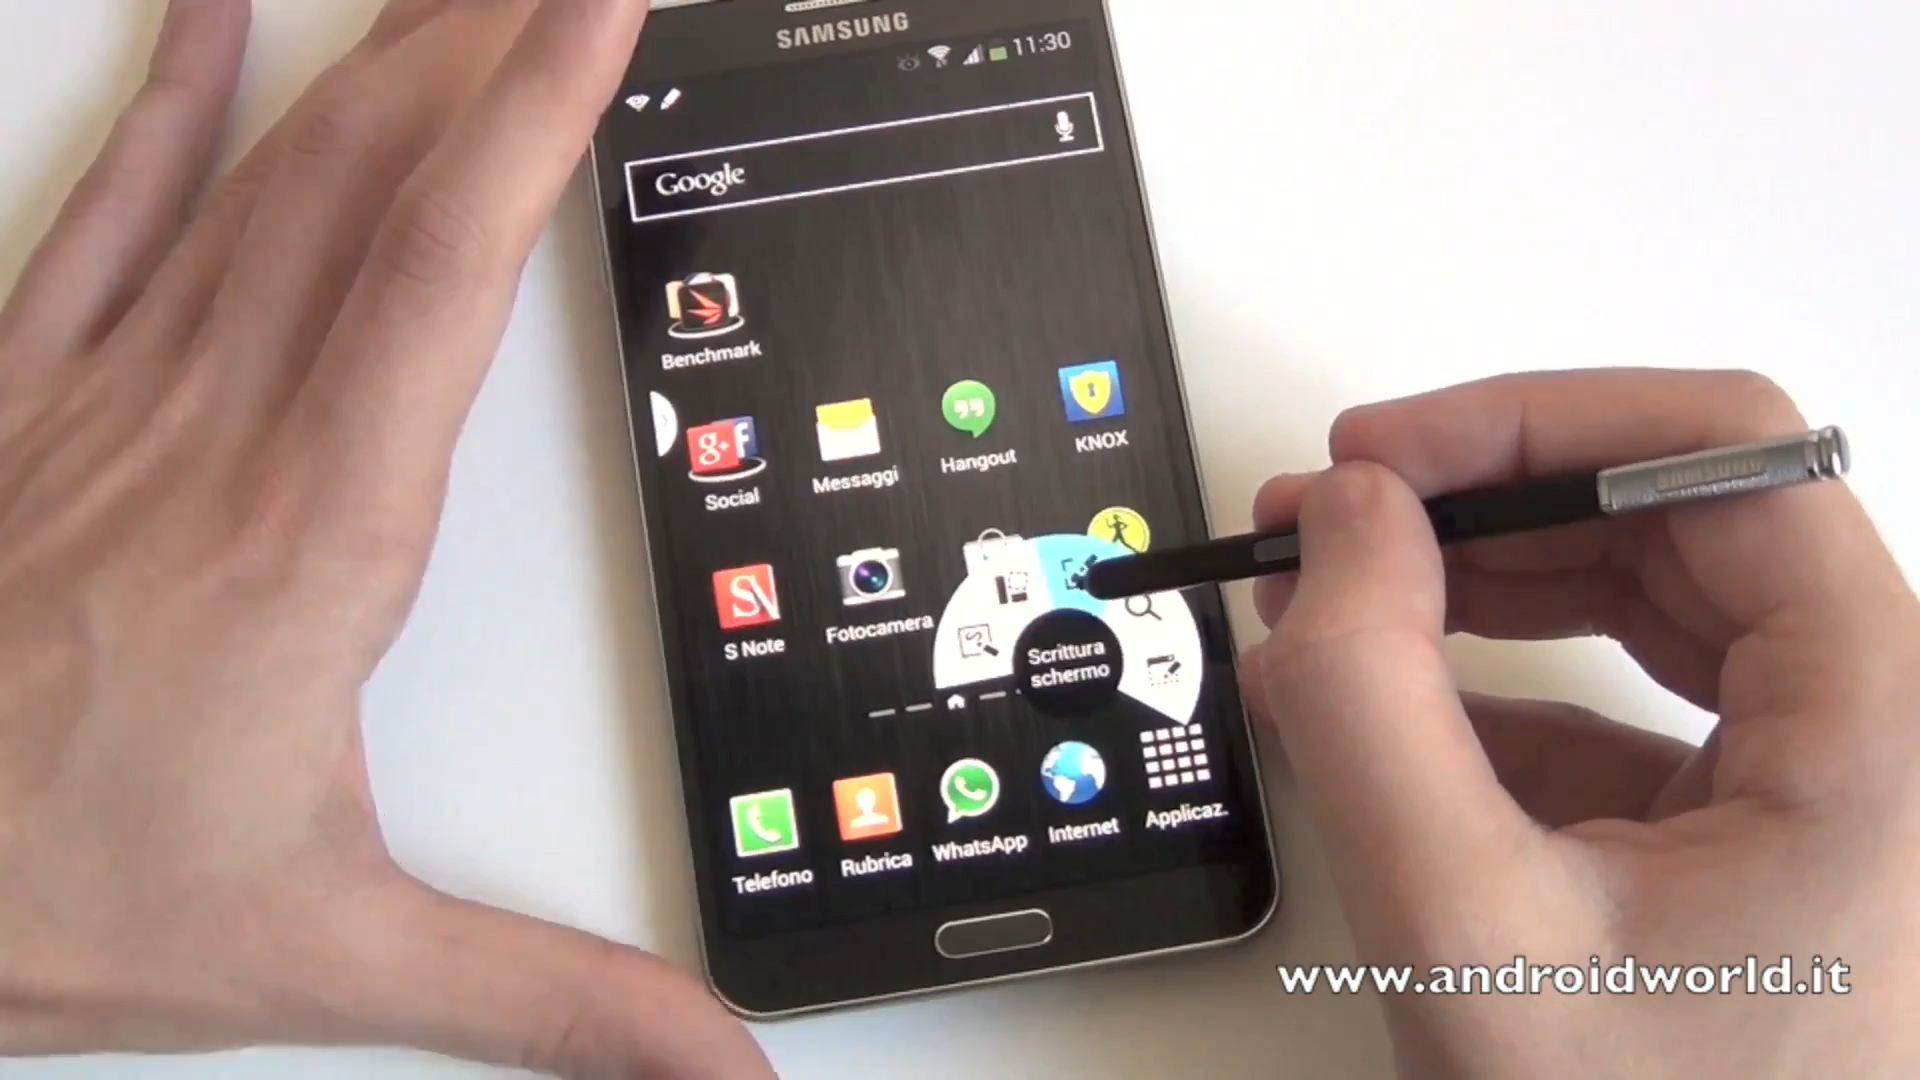 SAMSUNG
11:30
Google
Benchmark
g+ f
Social
Messaggi
Hangout
KNOX
S Note
Fotocamera
Scrittura
schermo
Telefono
Rubrica
WhatsApp
Internet
Applicaz.
SAMSUNG
www.androidworld.it